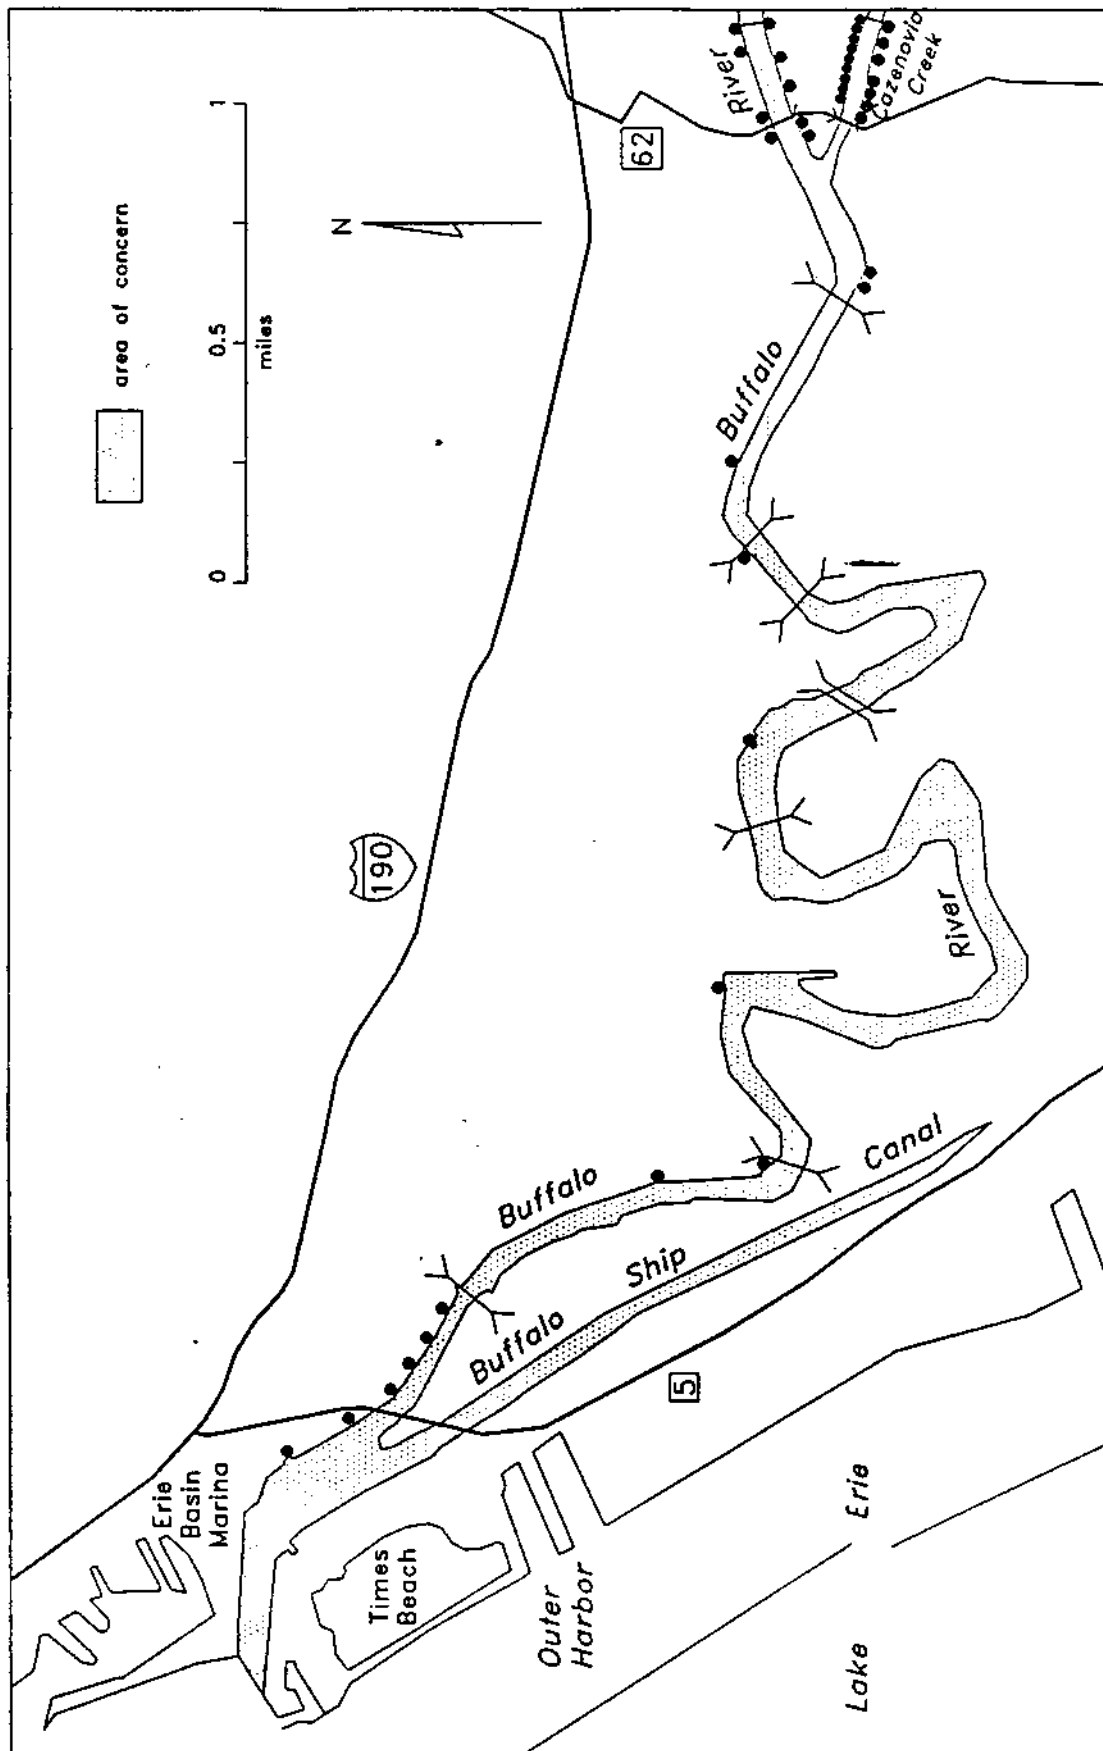 area of concern
0
0.5
1
miles
N
190
62
River
Cazenovia
Creek
Buffalo
River
Buffalo
Buffalo
Ship
Canal
5
Erie
Basin
Marina
Times
Beach
Outer
Harbor
Lake
Erie